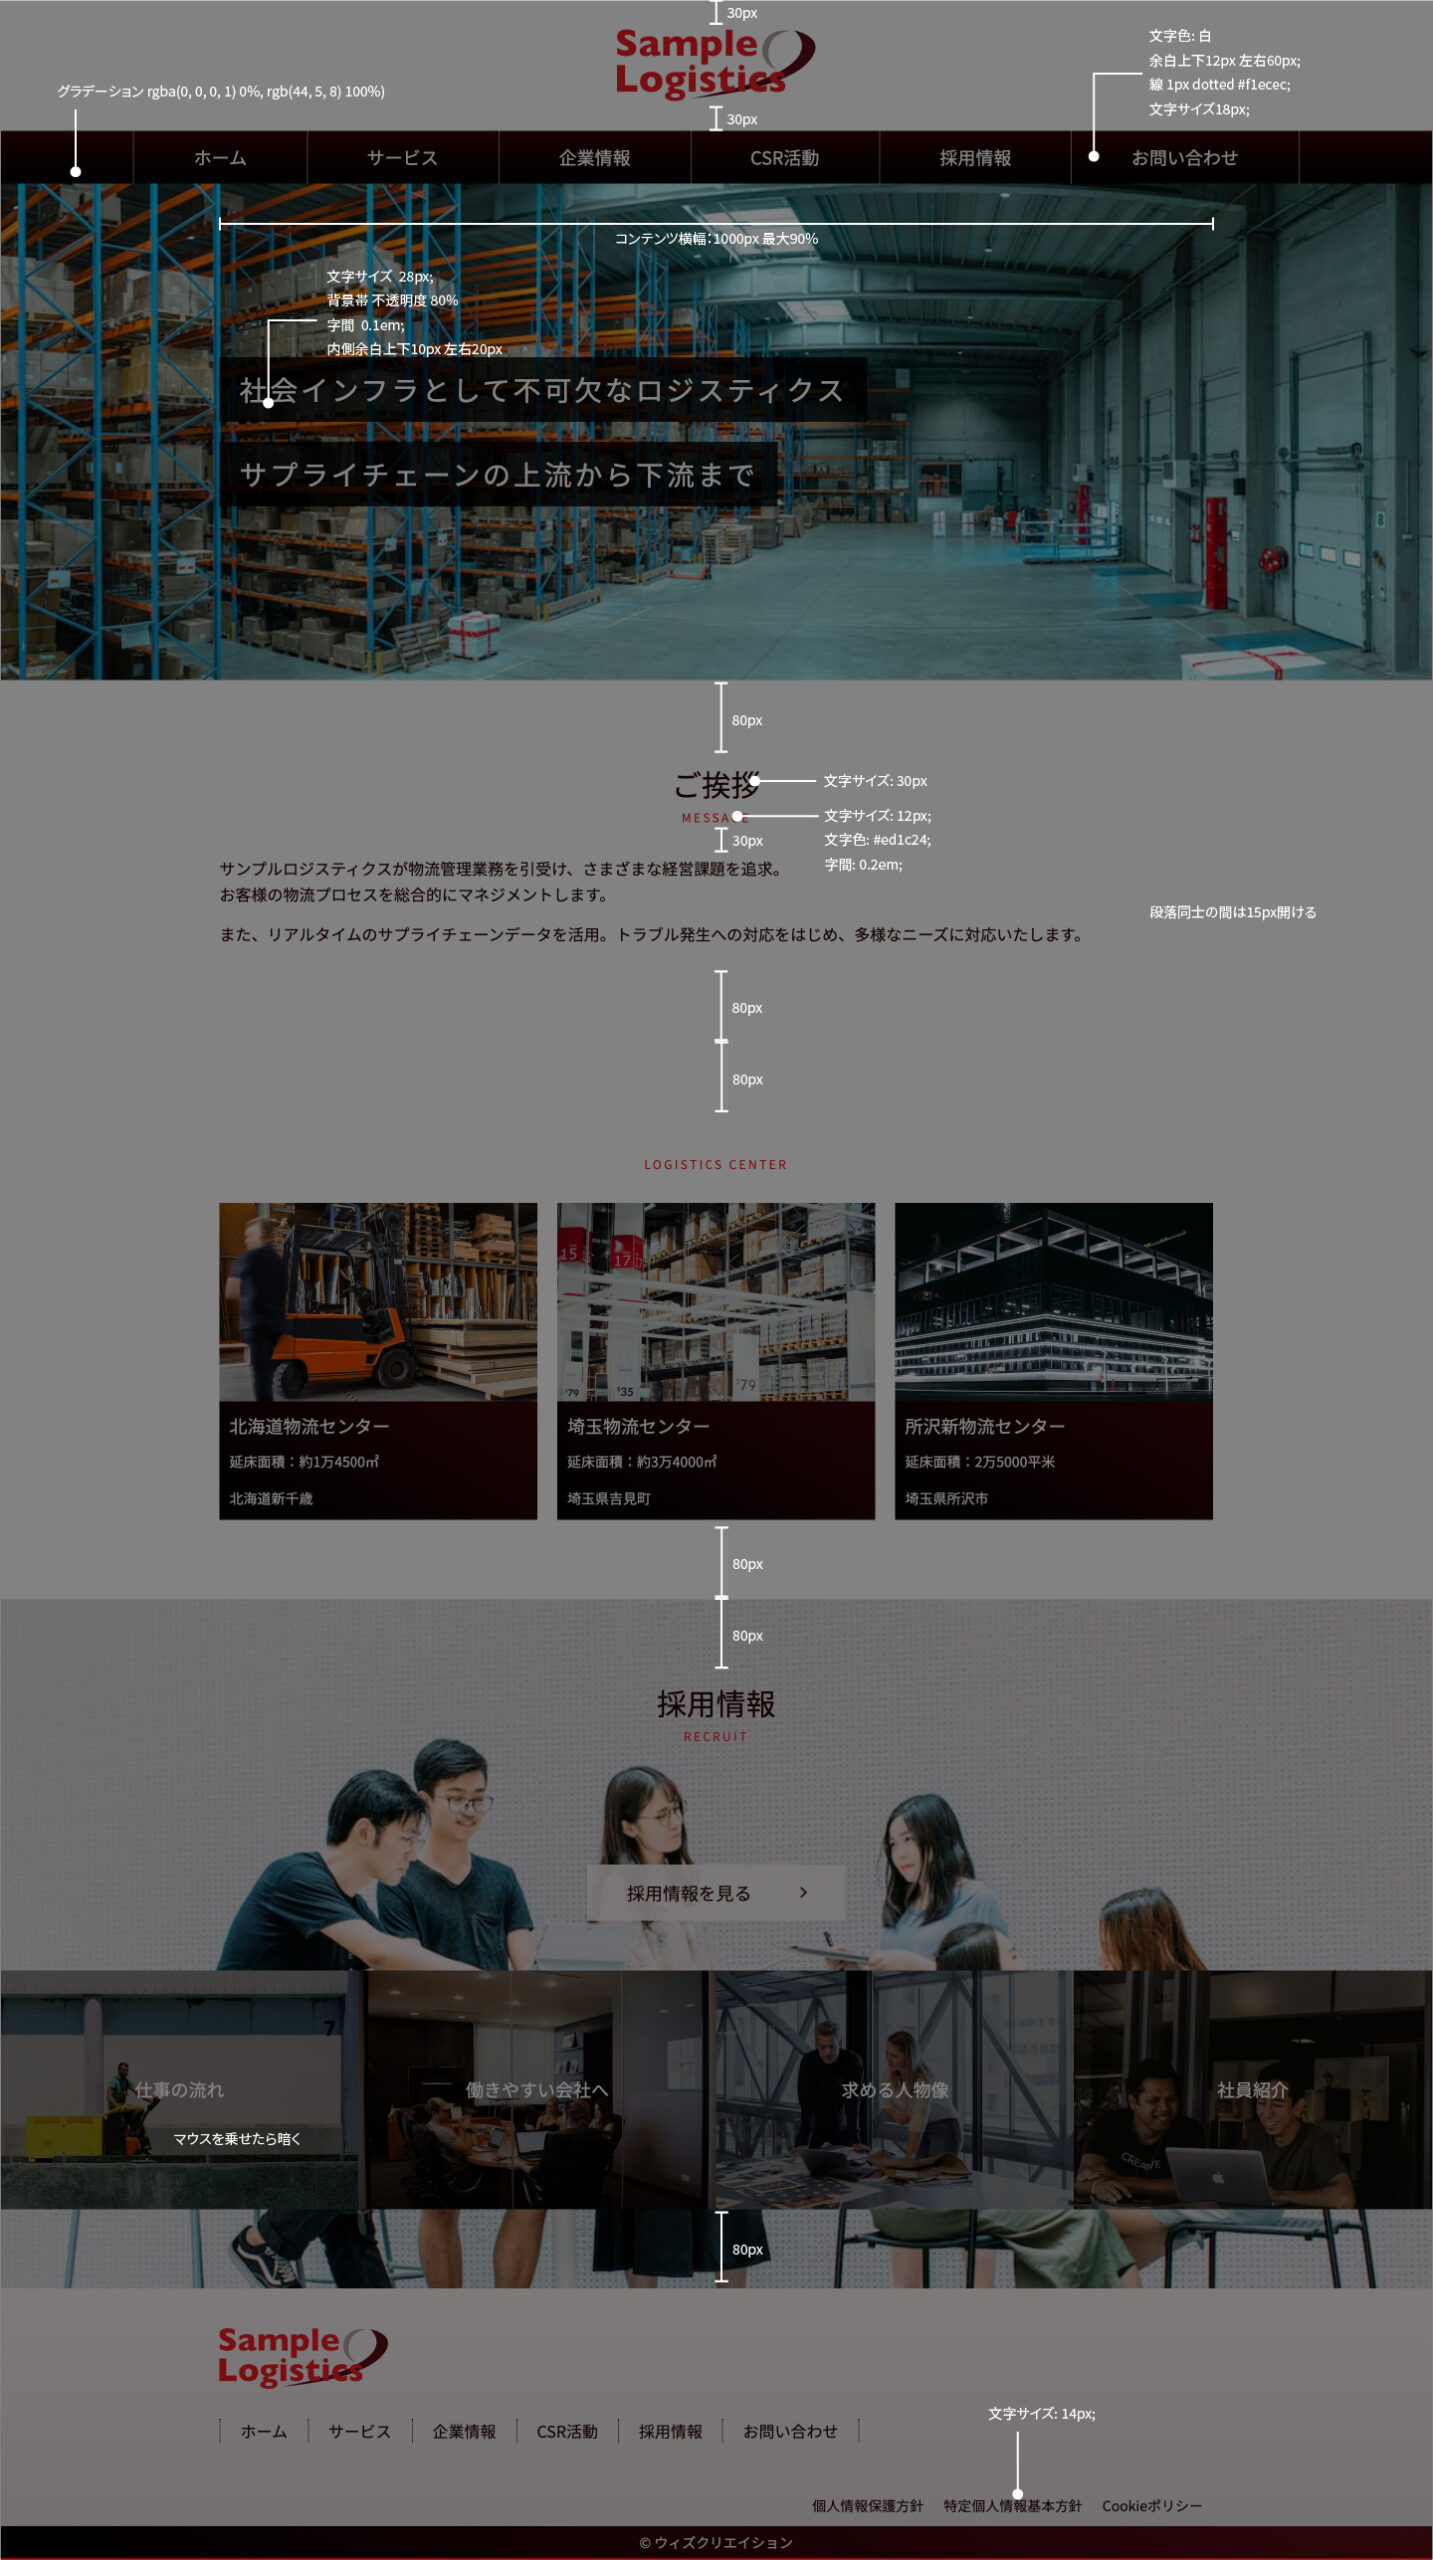 30px
Sample
Logistics
30px
文字色: 白
余白上下12px 左右60px;
線 1px dotted #f1ecec;
文字サイズ18px;
グラデーション rgba(0, 0, 0, 1) 0%, rgb(44, 5, 8) 100%)
ホーム
サービス
企業情報
CSR活動
採用情報
お問い合わせ
コンテンツ横幅：1000px 最大90%
文字サイズ 28px;
背景帯 不透明度 80%
字間 0.1em;
内側余白上下10px 左右20px
社会インフラとして不可欠なロジスティクス
サプライチェーンの上流から下流まで
8
80px
ご挨拶
文字サイズ: 30px
MESSAGE
文字サイズ: 12px;
文字色: #ed1c24;
字間: 0.2em;
30px
サンプルロジスティクスが物流管理業務を引受け、さまざまな経営課題を追求。
お客様の物流プロセスを総合的にマネジメントします。
段落同士の間は15px開ける
また、リアルタイムのサプライチェーンデータを活用。トラブル発生への対応をはじめ、多様なニーズに対応いたします。
80px
80px
LOGISTICS CENTER
15
17
17
$79
$35
$79
北海道物流センター
延床面積：約1万4500㎡
北海道新千歳
埼玉物流センター
延床面積：約3万4000㎡
埼玉県吉見町
所沢新物流センター
延床面積：2万5000平米
埼玉県所沢市
80px
80px
採用情報
RECRUIT
採用情報を見る
7
仕事の流れ
マウスを乗せたら暗く
働きやすい会社へ
求める人物像
社員紹介
CREATIVE
80px
Sample
Logistics
ホーム
サービス
企業情報
CSR活動
採用情報
お問い合わせ
文字サイズ: 14px;
個人情報保護方針
特定個人情報基本方針
Cookieポリシー
© ウィズクリエイション